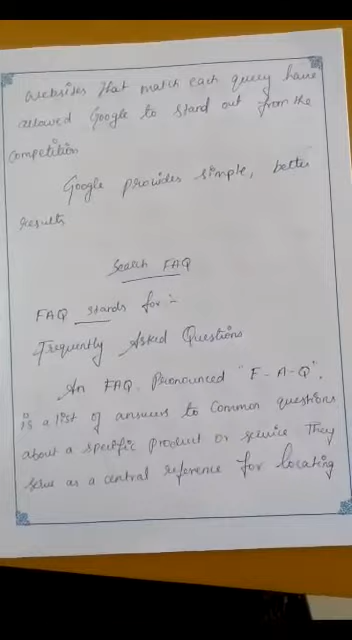 websites that match each query have
allowed Google to stand out from the
competition
Google provides simple, better
results
Search FAQ
FAQ stands for :-
Frequently Asked Questions
An FAQ, Pronounced "F-A-Q".
is a list of answers to Common questions
about a specific product or service They
serve as a central reference for locating